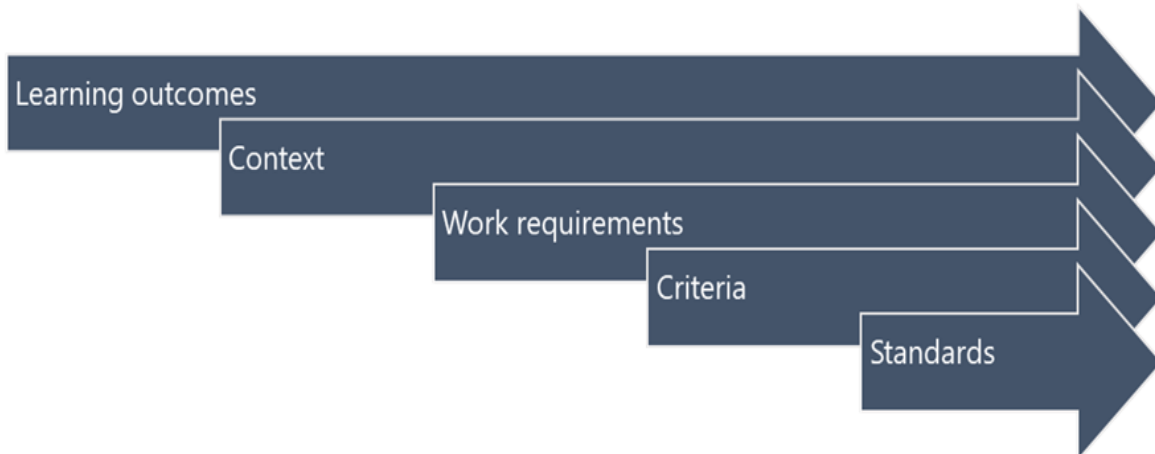 Learning outcomes
Context
Work requirements
Criteria
Standards